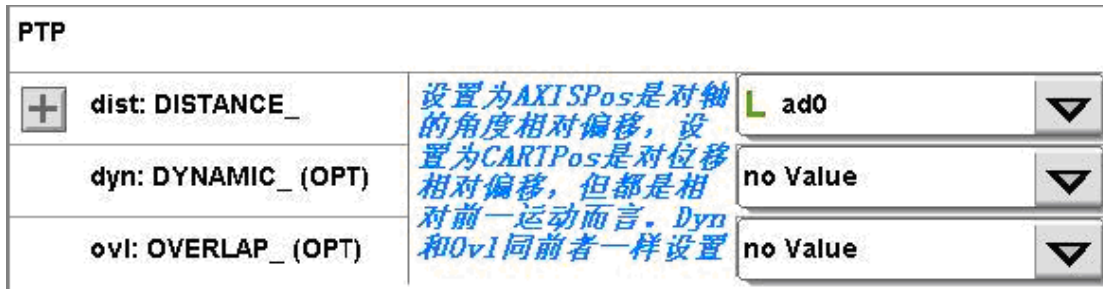 PTP
dist: DISTANCE_
设置为AXISPos是对轴
的角度相对偏移，设
置为CARTPos是对位移
相对偏移，但都是相
对前一运动而言。Dyn
和Ovl同前者一样设置
L ad0
dyn: DYNAMIC_ (OPT)
no Value
ovl: OVERLAP_ (OPT)
no Value